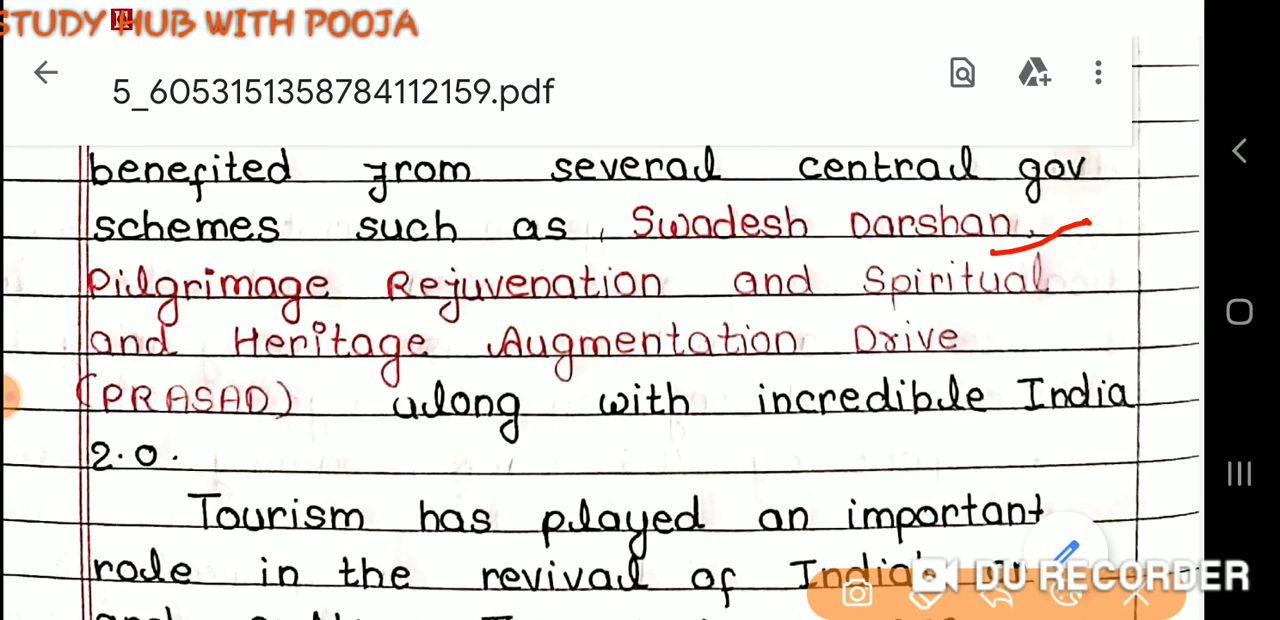 STUDY HUB WITH POOJA
5_6053151358784112159.pdf
benefited from several central gov
schemes such as, Swadesh Darshan,
Pilgrimage Rejuvenation and Spiritual
and Heritage Augmentation Drive
(PRASAD) along with incredible India
2.0.
Tourism has played an important
role in the revival of India's
DU RECORDER